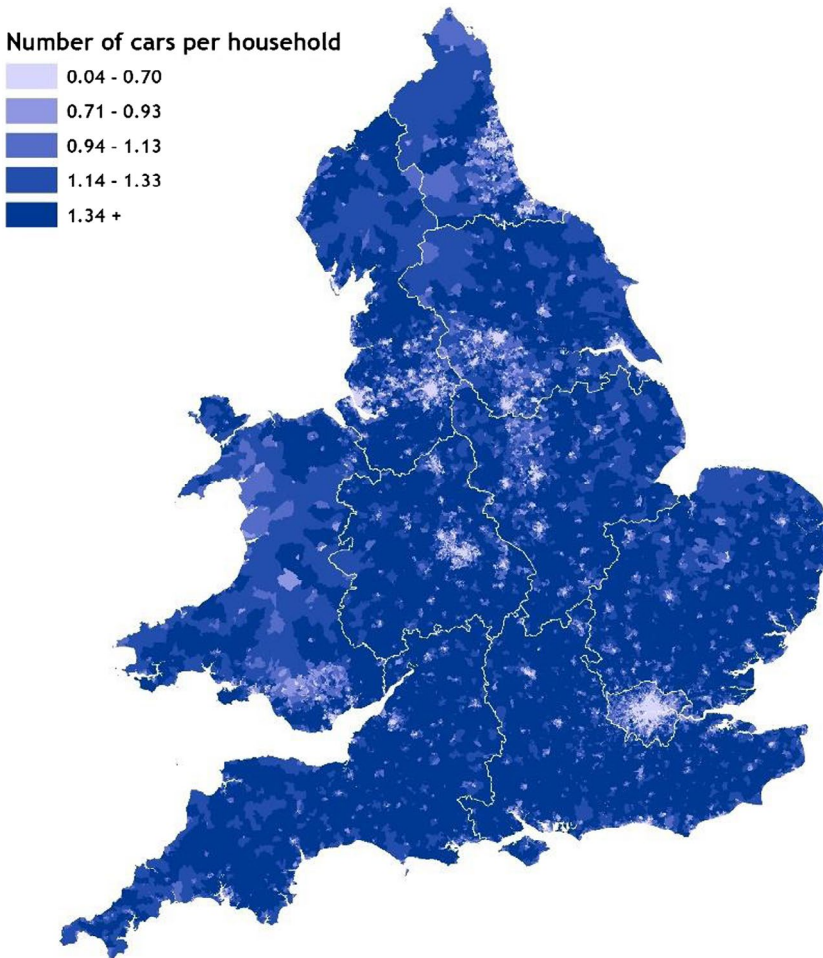 Number of cars per household
0.04 - 0.70
0.71 - 0.93
0.94 - 1.13
1.14 - 1.33
1.34 +